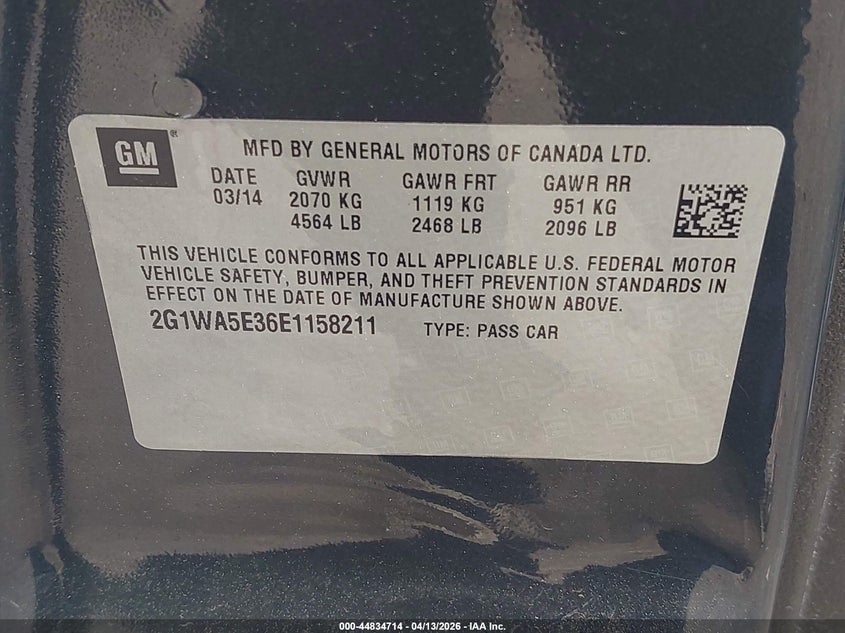 GM®
MFD BY GENERAL MOTORS OF CANADA LTD.
DATE GVWR GAWR FRT GAWR RR
03/14 2070 KG 1119 KG 951 KG
4564 LB 2468 LB 2096 LB
THIS VEHICLE CONFORMS TO ALL APPLICABLE U.S. FEDERAL MOTOR
VEHICLE SAFETY, BUMPER, AND THEFT PREVENTION STANDARDS IN
EFFECT ON THE DATE OF MANUFACTURE SHOWN ABOVE.
2G1WA5E36E1158211 TYPE: PASS CAR
000-44834714 - 04/13/2026 - IAA Inc.